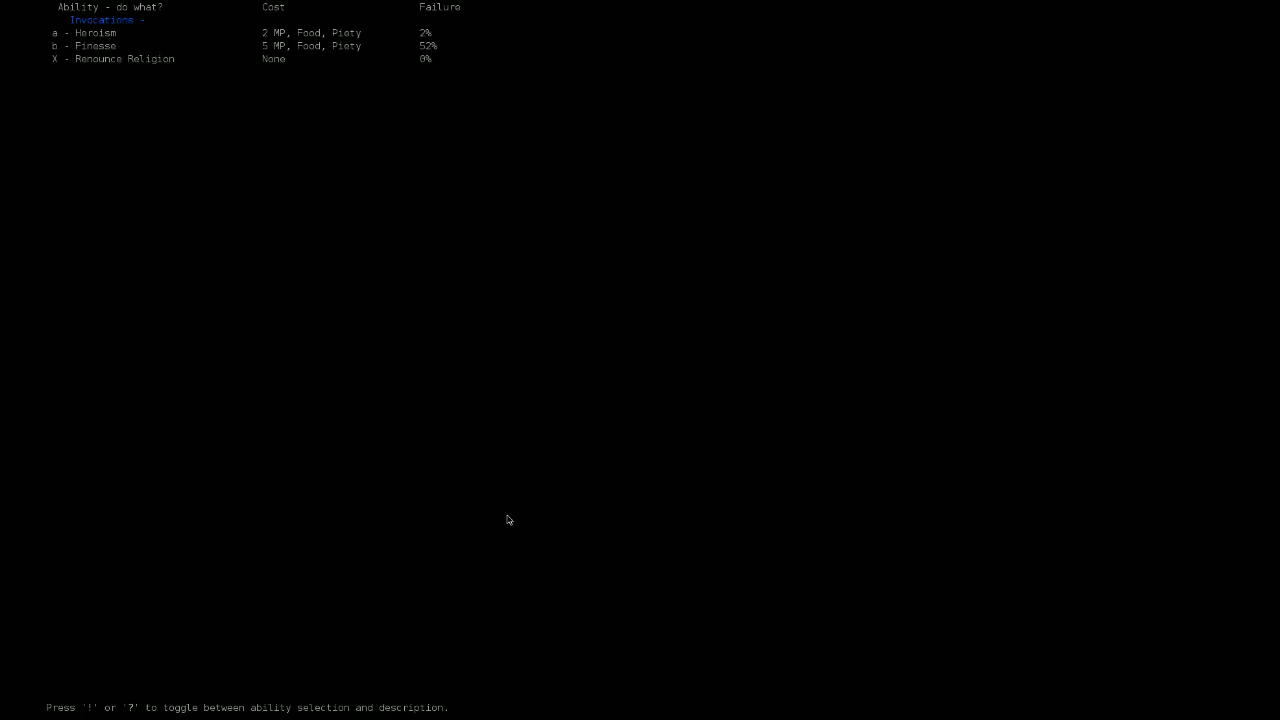 Ability - do what? Cost Failure
Invocations -
a - Heroism 2 MP, Food, Piety 2%
b - Finesse 5 MP, Food, Piety 52%
X - Renounce Religion None 0%
Press '!' or '?' to toggle between ability selection and description.